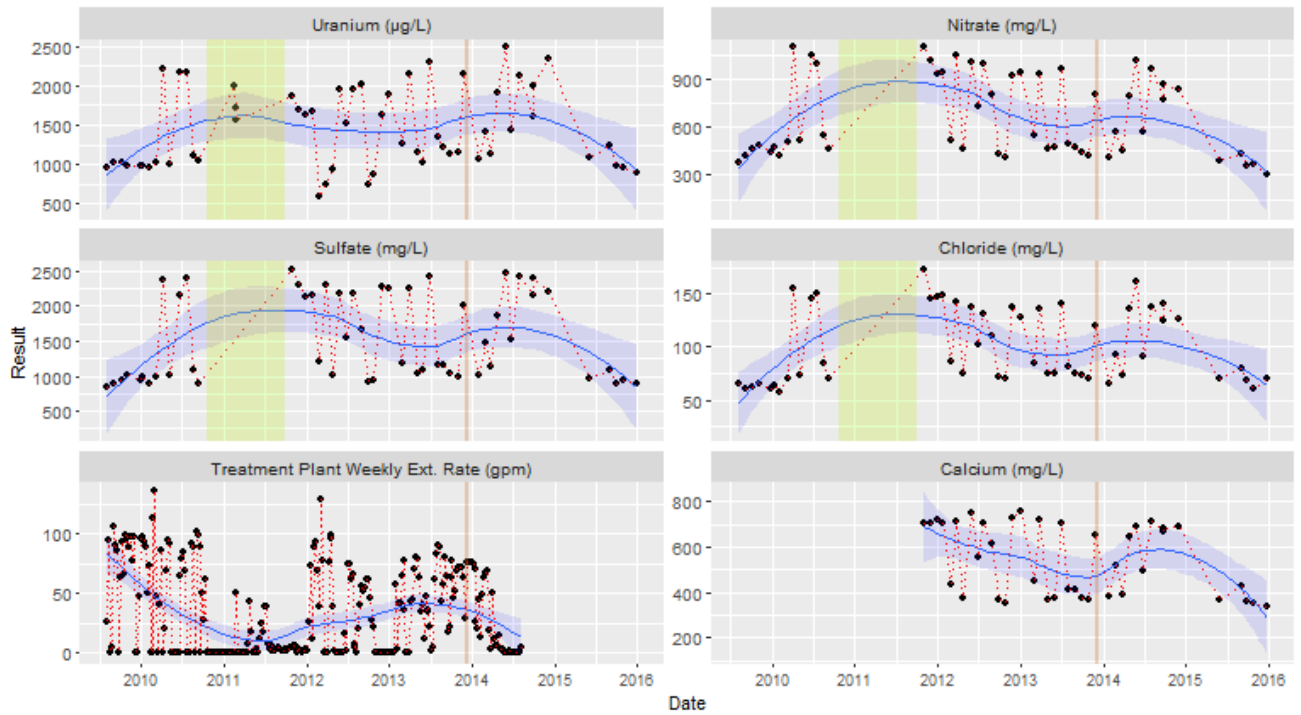 Uranium (µg/L)
Nitrate (mg/L)
2500
2000
1500
1000
500
900
600
300
Sulfate (mg/L)
Chloride (mg/L)
2500
2000
1500
1000
500
150
100
50
Result
Treatment Plant Weekly Ext. Rate (gpm)
Calcium (mg/L)
100
50
0
800
600
400
200
2010 2011 2012 2013 2014 2015 2016
2010 2011 2012 2013 2014 2015 2016
Date